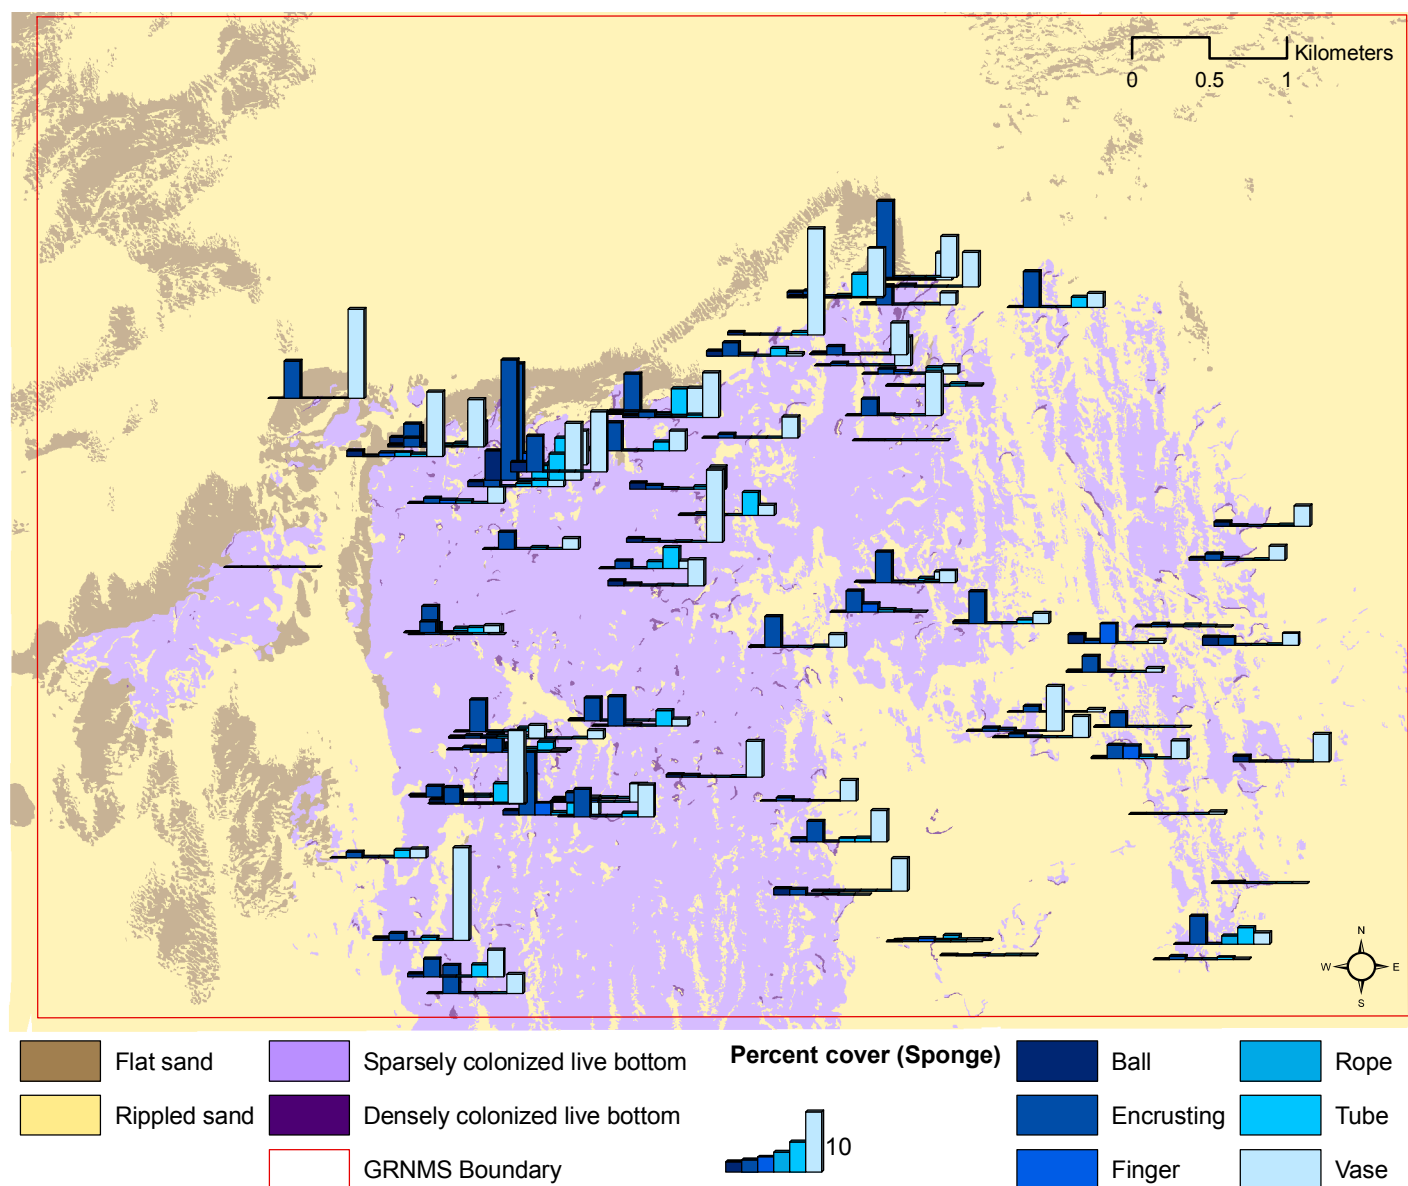 Kilometers
0 0.5 1
N
W E
S
Flat sand
Rippled sand
Sparsely colonized live bottom
Densely colonized live bottom
GRNMS Boundary
Percent cover (Sponge)
10
Ball
Encrusting
Finger
Rope
Tube
Vase